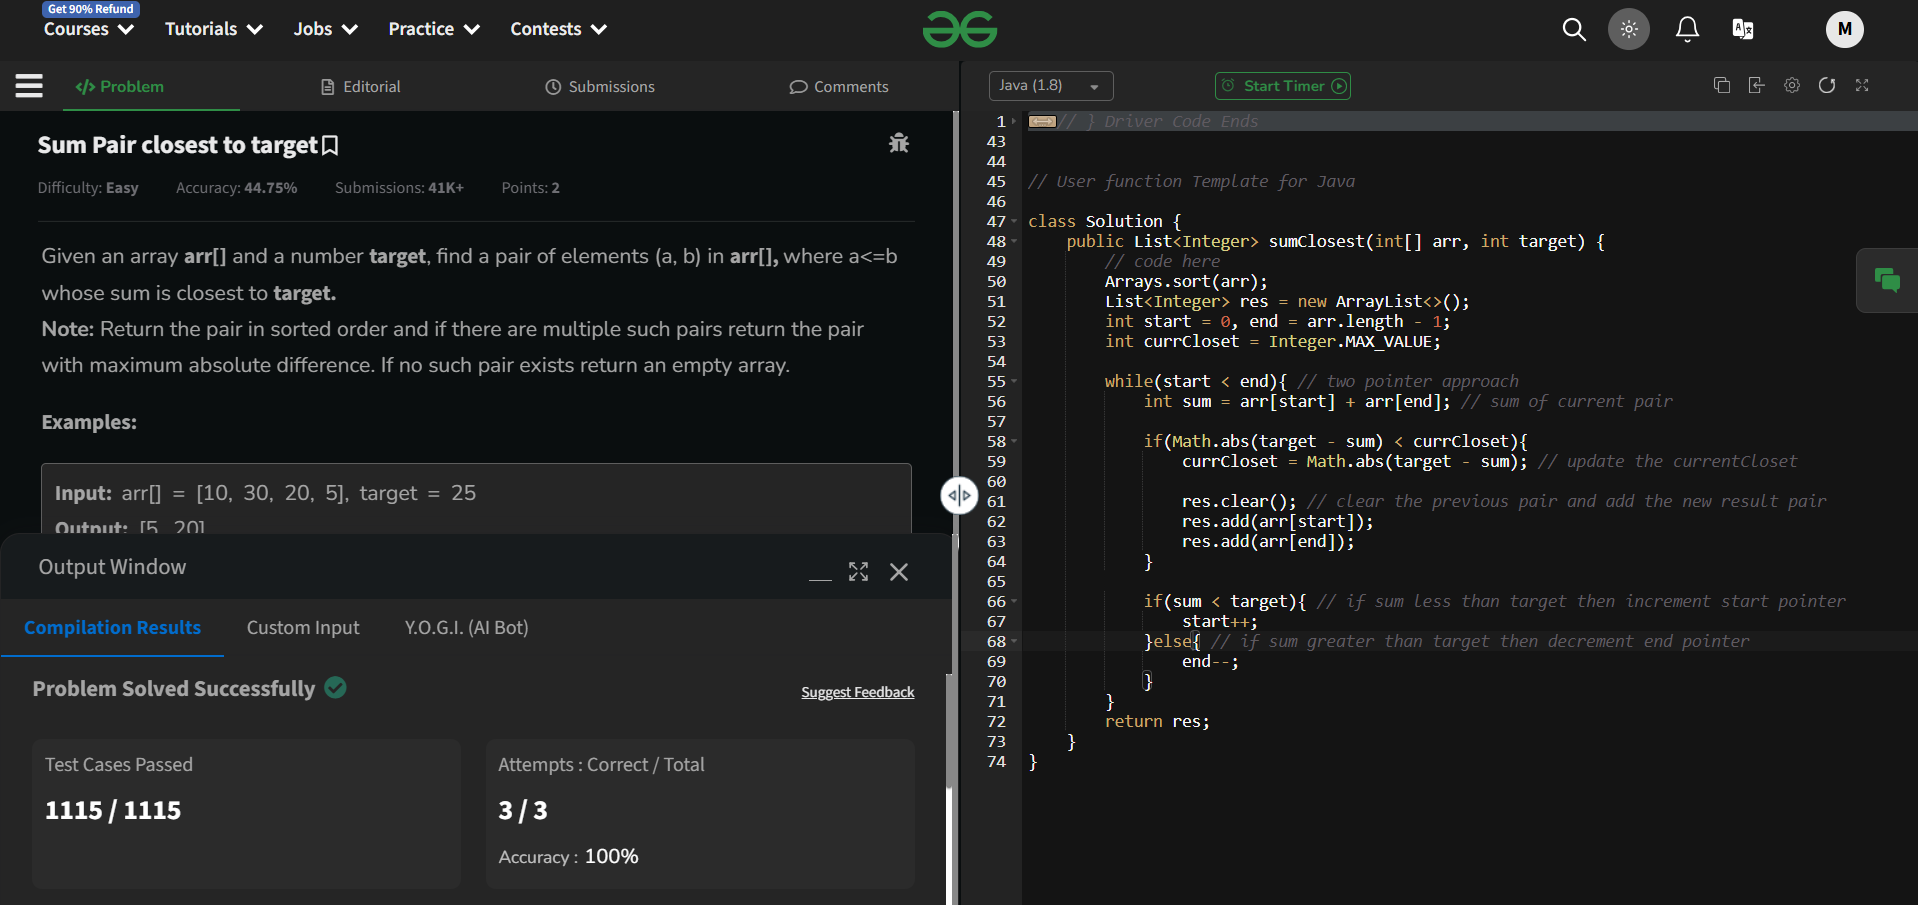 Get 90% Refund
Courses Tutorials Jobs Practice Contests
M
</> Problem Editorial Submissions Comments
Sum Pair closest to target
Difficulty: Easy Accuracy: 44.75% Submissions: 41K+ Points: 2
Given an array arr[] and a number target, find a pair of elements (a, b) in arr[], where a<=b
whose sum is closest to target.
Note: Return the pair in sorted order and if there are multiple such pairs return the pair
with maximum absolute difference. If no such pair exists return an empty array.
Examples:
Input: arr[] = [10, 30, 20, 5], target = 25
Output: [5, 20]
Output Window
Compilation Results Custom Input Y.O.G.I. (AI Bot)
Problem Solved Successfully
Suggest Feedback
Test Cases Passed
1115 / 1115
Attempts : Correct / Total
3 / 3
Accuracy : 100%
Java (1.8) Start Timer
1 // } Driver Code Ends
43
44
45 // User function Template for Java
46
47 class Solution {
48 public List<Integer> sumClosest(int[] arr, int target) {
49 // code here
50 Arrays.sort(arr);
51 List<Integer> res = new ArrayList<>();
52 int start = 0, end = arr.length - 1;
53 int currCloset = Integer.MAX_VALUE;
54
55 while(start < end){ // two pointer approach
56 int sum = arr[start] + arr[end]; // sum of current pair
57
58 if(Math.abs(target - sum) < currCloset){
59 currCloset = Math.abs(target - sum); // update the currentCloset
60
61 res.clear(); // clear the previous pair and add the new result pair
62 res.add(arr[start]);
63 res.add(arr[end]);
64 }
65
66 if(sum < target){ // if sum less than target then increment start pointer
67 start++;
68 }else{ // if sum greater than target then decrement end pointer
69 end--;
70 }
71 }
72 return res;
73 }
74 }